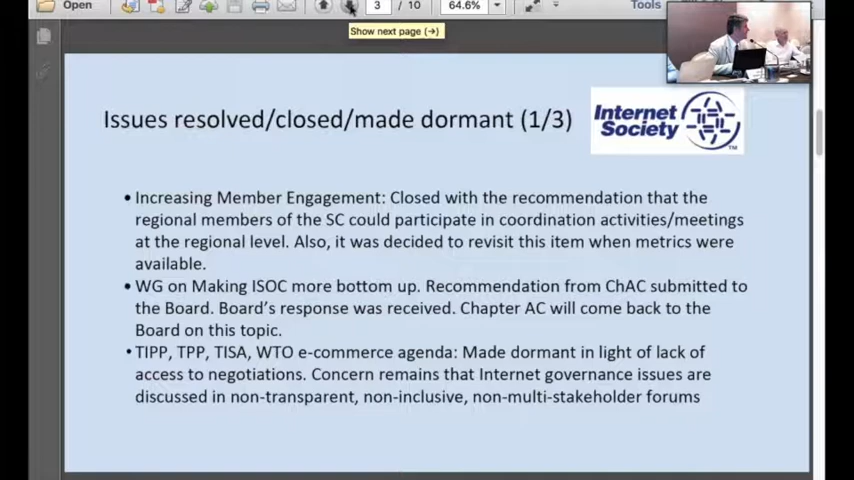 Open
3 / 10
64.6%
Tools
Show next page (→)
Issues resolved/closed/made dormant (1/3)
Internet
Society
TM
• Increasing Member Engagement: Closed with the recommendation that the
regional members of the SC could participate in coordination activities/meetings
at the regional level. Also, it was decided to revisit this item when metrics were
available.
• WG on Making ISOC more bottom up. Recommendation from ChAC submitted to
the Board. Board's response was received. Chapter AC will come back to the
Board on this topic.
• TIPP, TPP, TISA, WTO e-commerce agenda: Made dormant in light of lack of
access to negotiations. Concern remains that Internet governance issues are
discussed in non-transparent, non-inclusive, non-multi-stakeholder forums